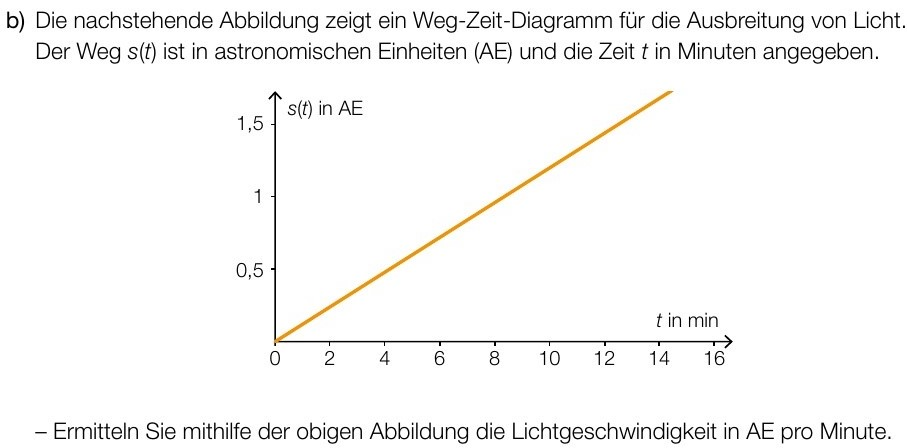 b) Die nachstehende Abbildung zeigt ein Weg-Zeit-Diagramm für die Ausbreitung von Licht.
Der Weg s(t) ist in astronomischen Einheiten (AE) und die Zeit t in Minuten angegeben.
s(t) in AE
1,5
1
0,5
t in min
0 2 4 6 8 10 12 14 16
– Ermitteln Sie mithilfe der obigen Abbildung die Lichtgeschwindigkeit in AE pro Minute.